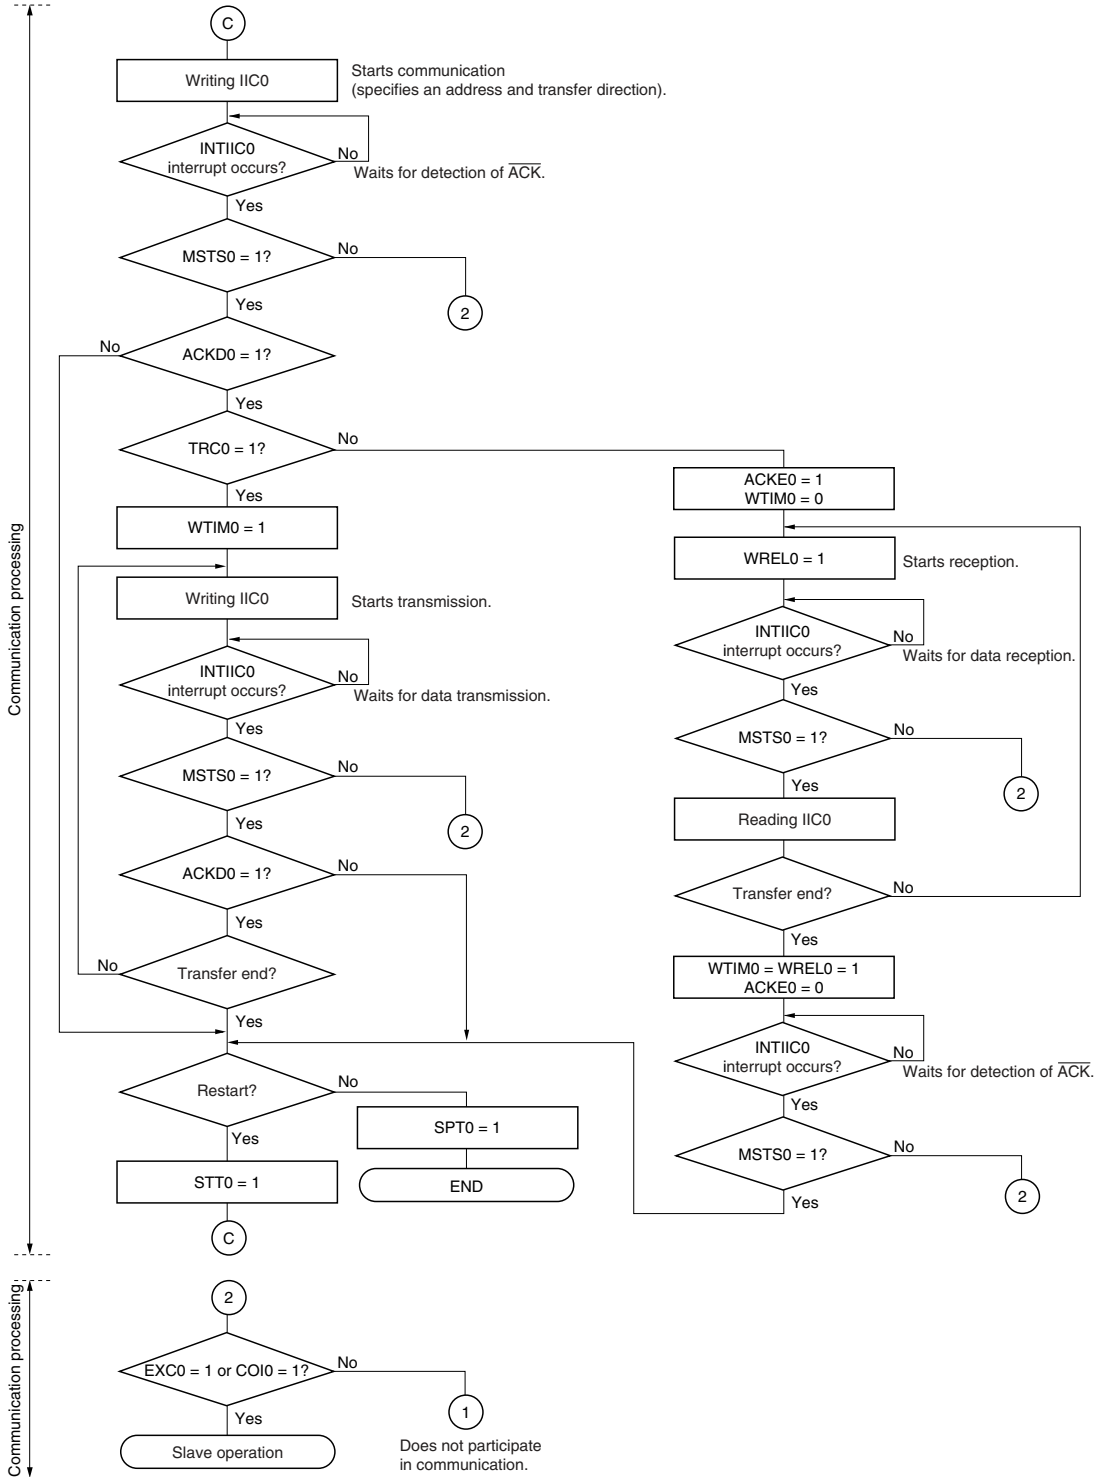 C
Writing IIC0
Starts communication
(specifies an address and transfer direction).
INTIIC0
interrupt occurs?
No
Waits for detection of ACK.
Yes
MSTS0 = 1?
No
2
Yes
ACKD0 = 1?
No
Yes
TRC0 = 1?
No
Yes
WTIM0 = 1
Writing IIC0
Starts transmission.
INTIIC0
interrupt occurs?
No
Waits for data transmission.
Yes
MSTS0 = 1?
No
2
Yes
ACKD0 = 1?
No
Yes
Transfer end?
No
Yes
Restart?
No
SPT0 = 1
END
Yes
STT0 = 1
C
ACKE0 = 1
WTIM0 = 0
WREL0 = 1
Starts reception.
INTIIC0
interrupt occurs?
No
Waits for data reception.
Yes
MSTS0 = 1?
No
2
Yes
Reading IIC0
Transfer end?
No
Yes
WTIM0 = WREL0 = 1
ACKE0 = 0
INTIIC0
interrupt occurs?
No
Waits for detection of ACK.
Yes
MSTS0 = 1?
No
2
Yes
Communication processing
2
EXC0 = 1 or COI0 = 1?
No
1
Does not participate
in communication.
Yes
Slave operation
Communication processing